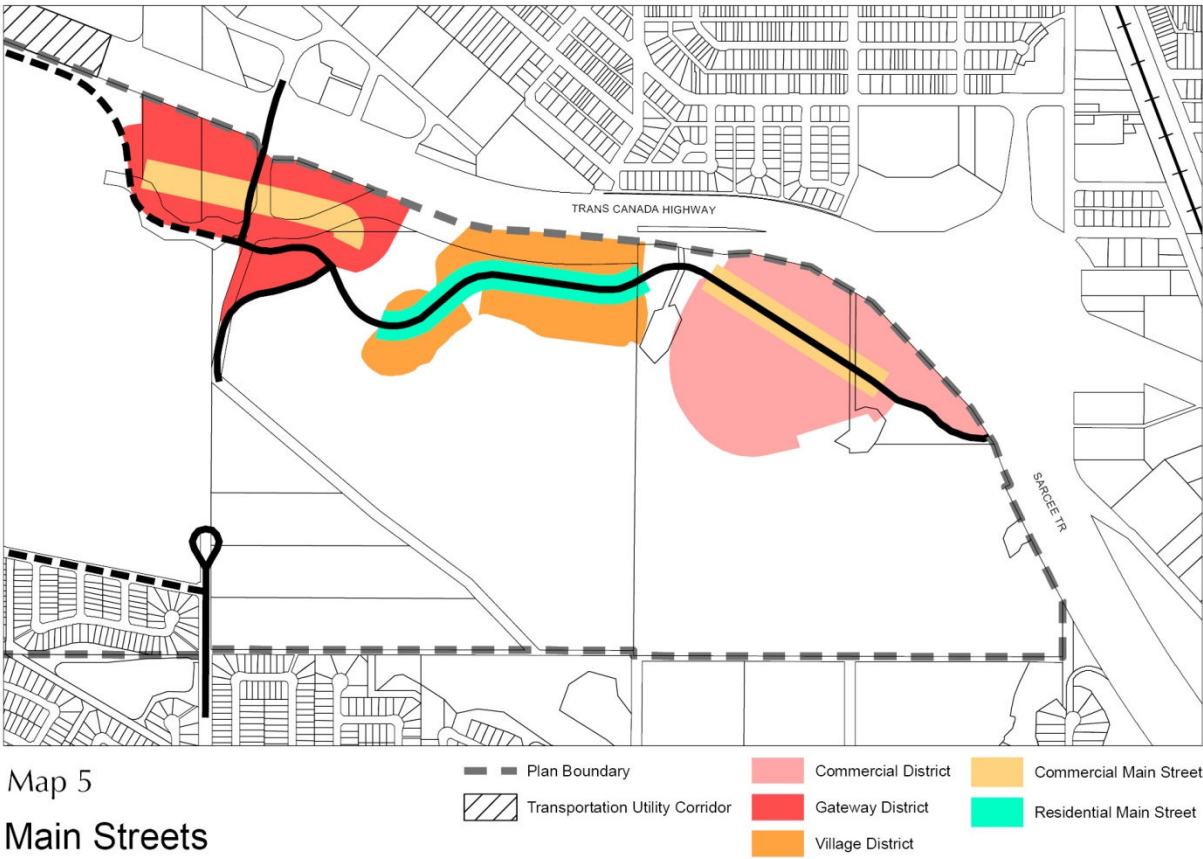 TRANS CANADA HIGHWAY
SARCEE TR
Map 5
Main Streets
Plan Boundary
Transportation Utility Corridor
Commercial District
Gateway District
Village District
Commercial Main Street
Residential Main Street